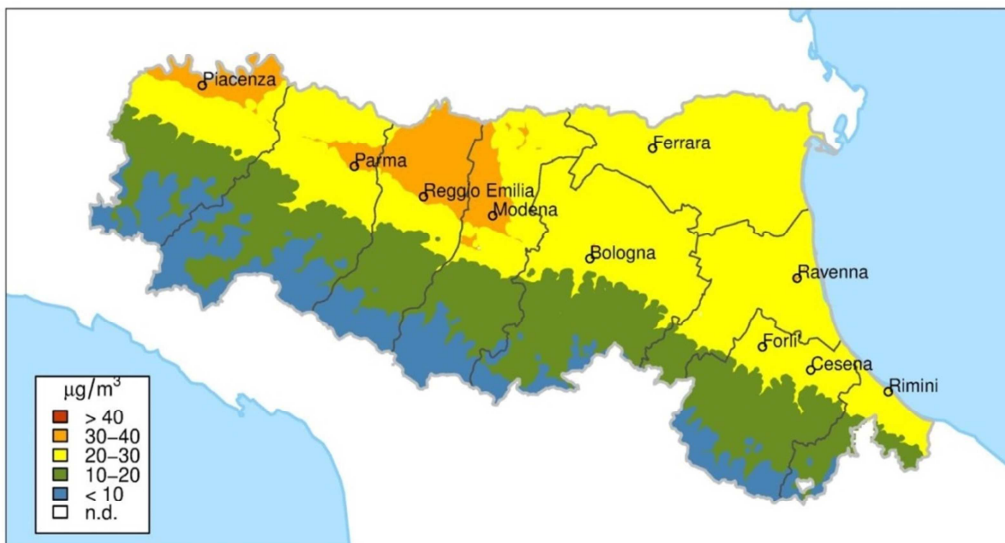 Piacenza
Ferrara
Parma
Reggio Emilia
Modena
Bologna
Ravenna
Forli'
Cesena
Rimini
μg/m³
> 40
30–40
20–30
10–20
< 10
n.d.